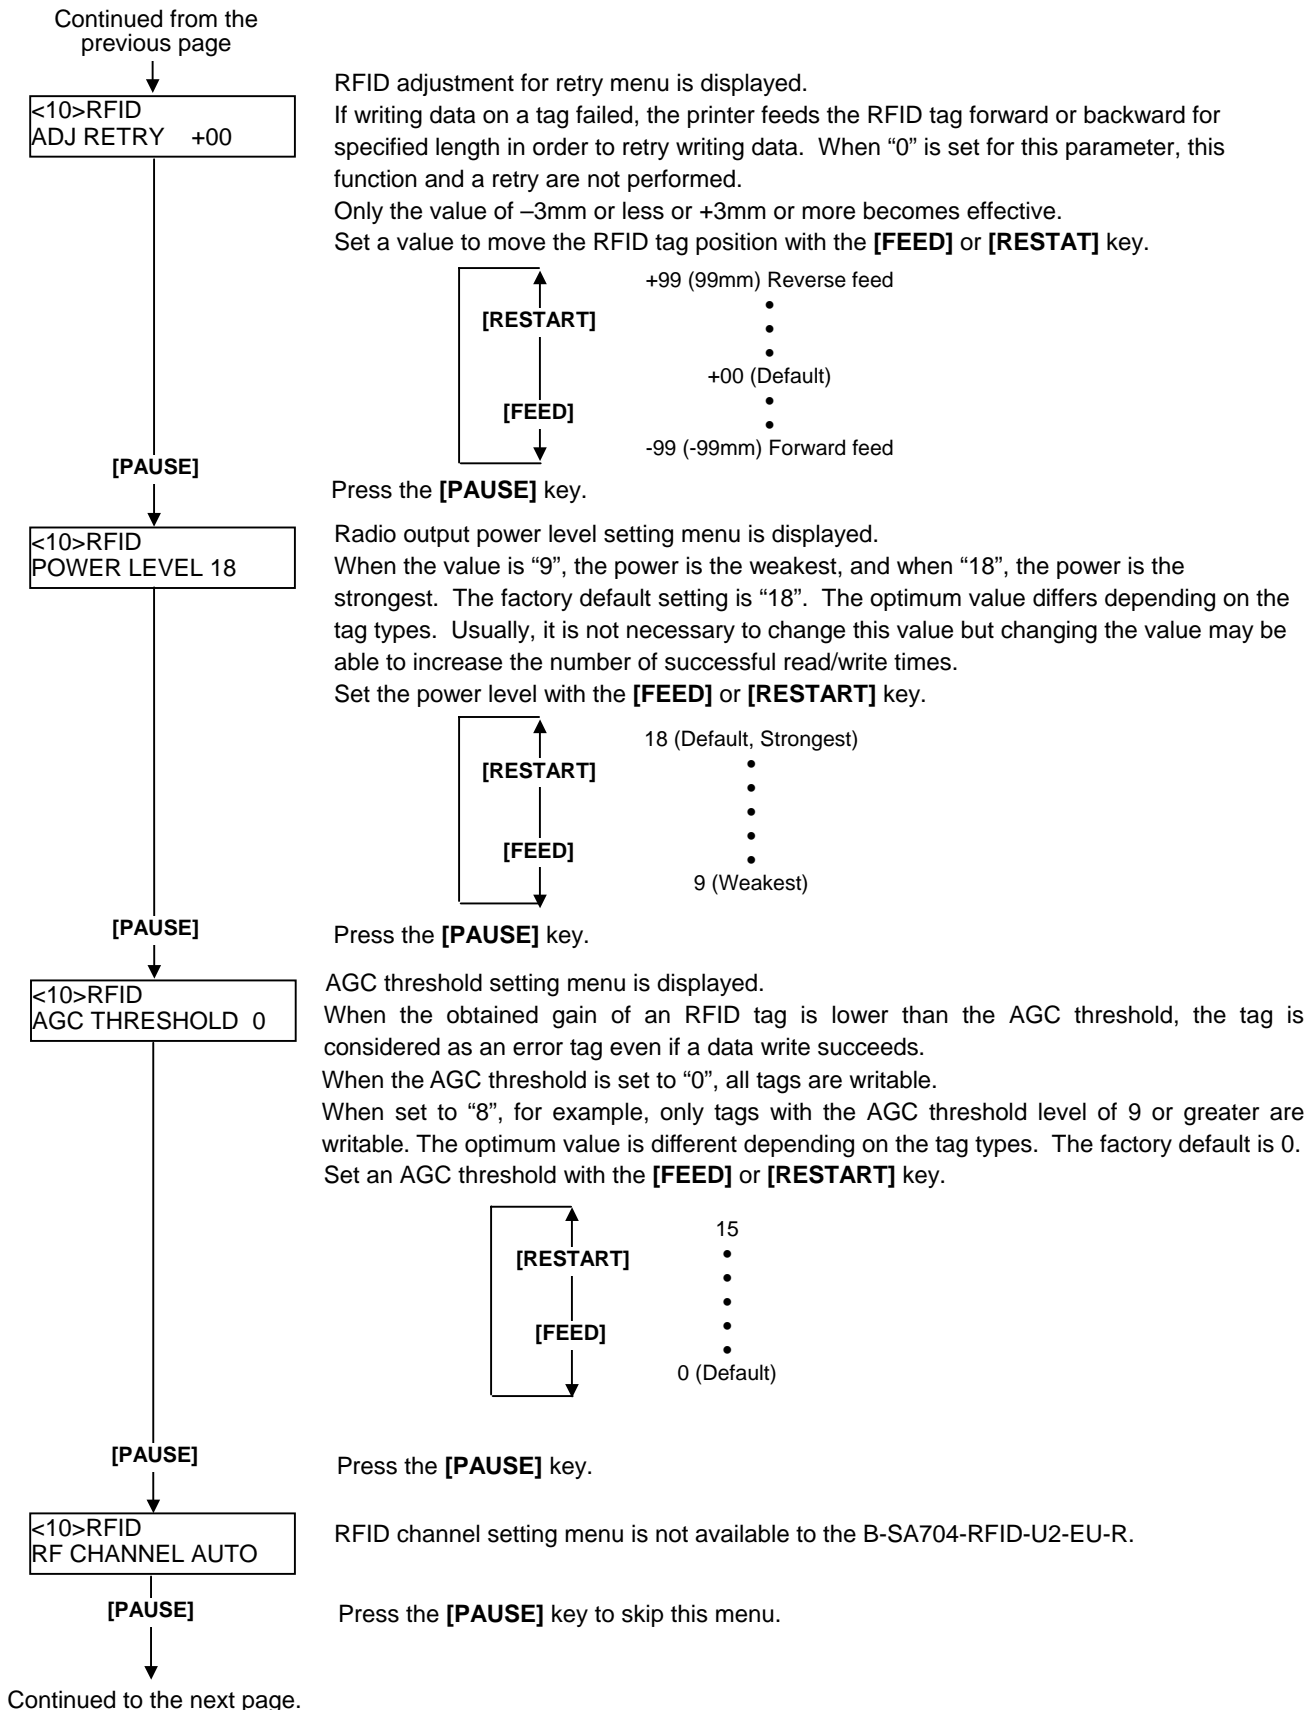 Continued from the
previous page
<10>RFID
ADJ RETRY +00
RFID adjustment for retry menu is displayed.
If writing data on a tag failed, the printer feeds the RFID tag forward or backward for
specified length in order to retry writing data. When “0” is set for this parameter, this
function and a retry are not performed.
Only the value of –3mm or less or +3mm or more becomes effective.
Set a value to move the RFID tag position with the [FEED] or [RESTAT] key.
+99 (99mm) Reverse feed
[RESTART]
+00 (Default)
[FEED]
-99 (-99mm) Forward feed
[PAUSE]
Press the [PAUSE] key.
<10>RFID
POWER LEVEL 18
Radio output power level setting menu is displayed.
When the value is “9”, the power is the weakest, and when “18”, the power is the
strongest. The factory default setting is “18”. The optimum value differs depending on the
tag types. Usually, it is not necessary to change this value but changing the value may be
able to increase the number of successful read/write times.
Set the power level with the [FEED] or [RESTART] key.
18 (Default, Strongest)
[RESTART]
[FEED]
9 (Weakest)
[PAUSE]
Press the [PAUSE] key.
<10>RFID
AGC THRESHOLD 0
AGC threshold setting menu is displayed.
When the obtained gain of an RFID tag is lower than the AGC threshold, the tag is
considered as an error tag even if a data write succeeds.
When the AGC threshold is set to “0”, all tags are writable.
When set to “8”, for example, only tags with the AGC threshold level of 9 or greater are
writable. The optimum value is different depending on the tag types. The factory default is 0.
Set an AGC threshold with the [FEED] or [RESTART] key.
15
[RESTART]
[FEED]
0 (Default)
[PAUSE]
Press the [PAUSE] key.
<10>RFID
RF CHANNEL AUTO
RFID channel setting menu is not available to the B-SA704-RFID-U2-EU-R.
[PAUSE]
Press the [PAUSE] key to skip this menu.
Continued to the next page.